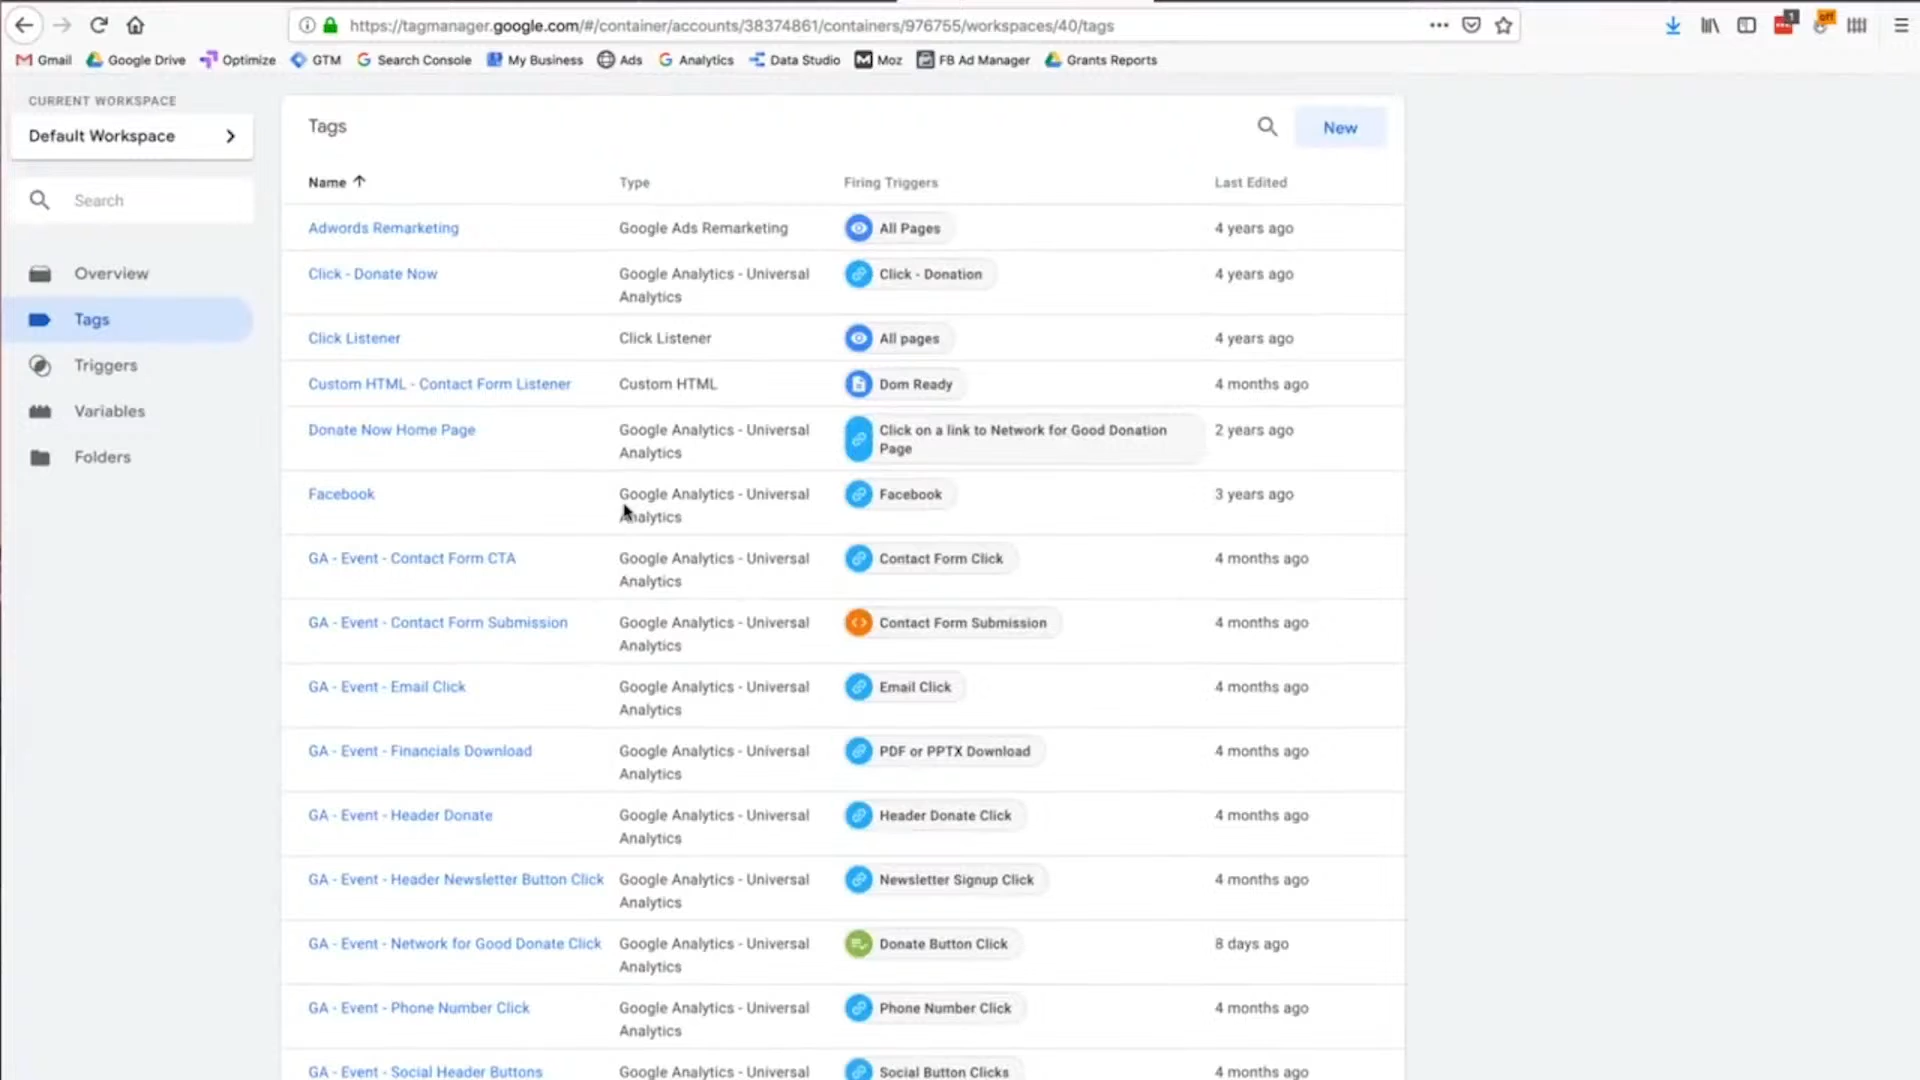 https://tagmanager.google.com/#/container/accounts/38374861/containers/976755/workspaces/40/tags
1
off
Gmail Google Drive Optimize GTM Search Console My Business Ads Analytics Data Studio Moz FB Ad Manager Grants Reports
CURRENT WORKSPACE
Default Workspace
Search
Overview
Tags
Triggers
Variables
Folders
Tags
New
Name Type Firing Triggers Last Edited
Adwords Remarketing Google Ads Remarketing All Pages 4 years ago
Click - Donate Now Google Analytics - Universal Click - Donation 4 years ago
Analytics
Click Listener Click Listener All pages 4 years ago
Custom HTML - Contact Form Listener Custom HTML Dom Ready 4 months ago
Donate Now Home Page Google Analytics - Universal Click on a link to Network for Good Donation 2 years ago
Analytics Page
Facebook Google Analytics - Universal Facebook 3 years ago
Analytics
GA - Event - Contact Form CTA Google Analytics - Universal Contact Form Click 4 months ago
Analytics
GA - Event - Contact Form Submission Google Analytics - Universal Contact Form Submission 4 months ago
Analytics
GA - Event - Email Click Google Analytics - Universal Email Click 4 months ago
Analytics
GA - Event - Financials Download Google Analytics - Universal PDF or PPTX Download 4 months ago
Analytics
GA - Event - Header Donate Google Analytics - Universal Header Donate Click 4 months ago
Analytics
GA - Event - Header Newsletter Button Click Google Analytics - Universal Newsletter Signup Click 4 months ago
Analytics
GA - Event - Network for Good Donate Click Google Analytics - Universal Donate Button Click 8 days ago
Analytics
GA - Event - Phone Number Click Google Analytics - Universal Phone Number Click 4 months ago
Analytics
GA - Event - Social Header Buttons Google Analytics - Universal Social Button Clicks 4 months ago